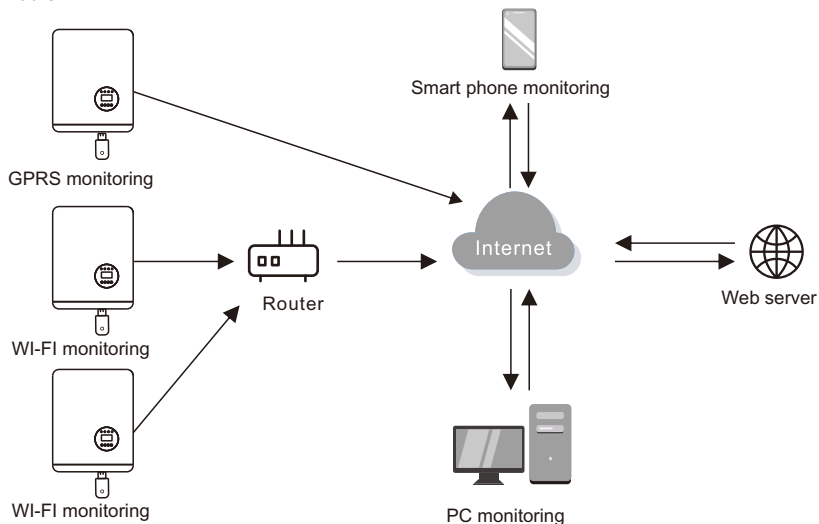 Smart phone monitoring
GPRS monitoring
Internet
Web server
Router
WI-FI monitoring
WI-FI monitoring
PC monitoring